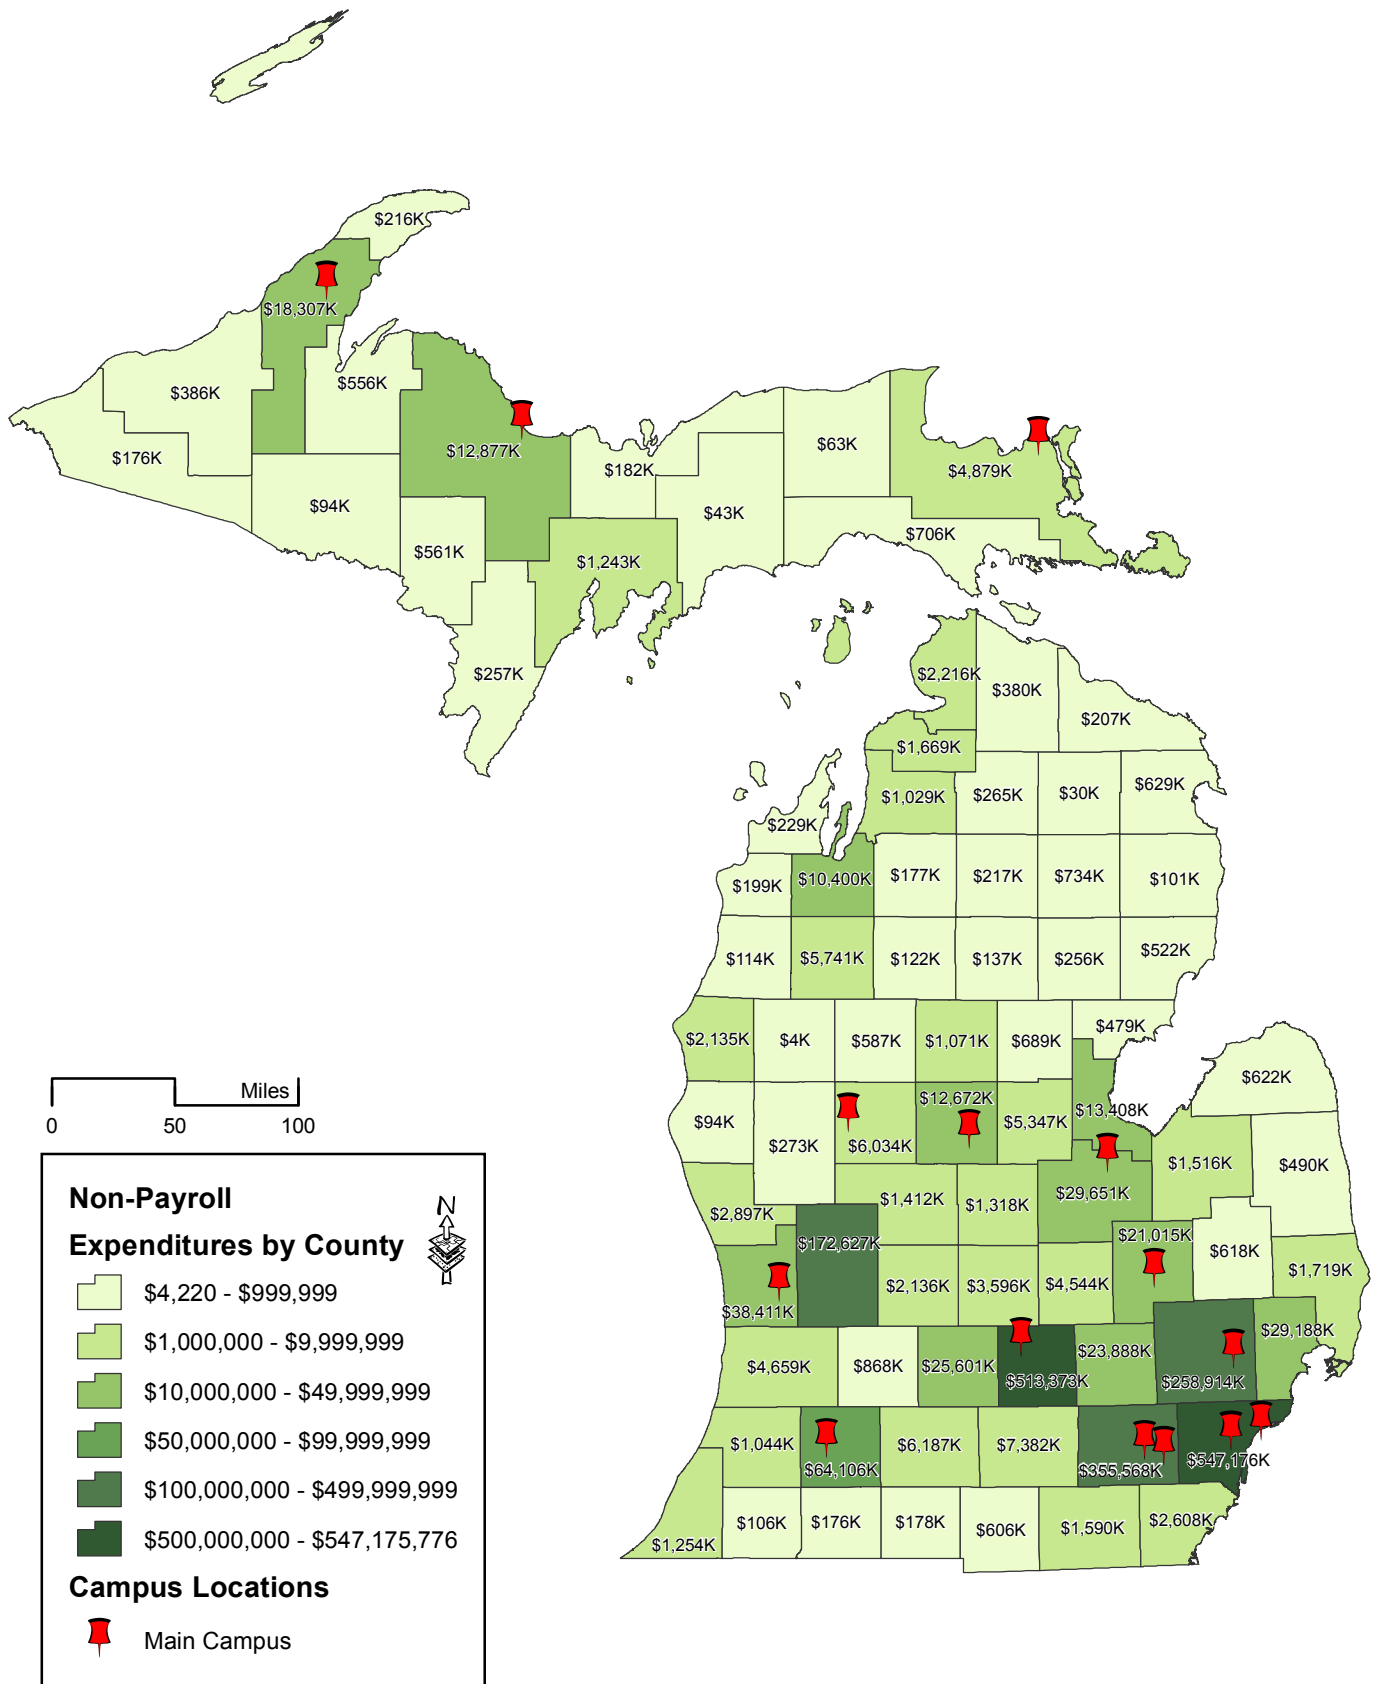 $216K
$18,307K
$556K
$386K
$12,877K
$176K
$182K
$63K
$4,879K
$94K
$43K
$706K
$561K
$1,243K
$257K
$2,216K
$380K
$207K
$1,669K
$1,029K
$265K
$30K
$629K
$229K
$199K
$10,400K
$177K
$217K
$734K
$101K
$114K
$5,741K
$122K
$137K
$256K
$522K
$2,135K
$4K
$587K
$1,071K
$689K
$479K
$622K
$94K
$273K
$6,034K
$12,672K
$5,347K
$13,408K
$1,516K
$490K
$2,897K
$172,627K
$1,412K
$1,318K
$29,651K
$21,015K
$618K
$1,719K
$38,411K
$2,136K
$3,596K
$4,544K
$4,659K
$868K
$25,601K
$513,373K
$23,888K
$258,914K
$29,188K
$1,044K
$64,106K
$6,187K
$7,382K
$355,568K
$547,176K
$1,254K
$106K
$176K
$178K
$606K
$1,590K
$2,608K
Miles
0 50 100
N
Non-Payroll
Expenditures by County
$4,220 - $999,999
$1,000,000 - $9,999,999
$10,000,000 - $49,999,999
$50,000,000 - $99,999,999
$100,000,000 - $499,999,999
$500,000,000 - $547,175,776
Campus Locations
Main Campus